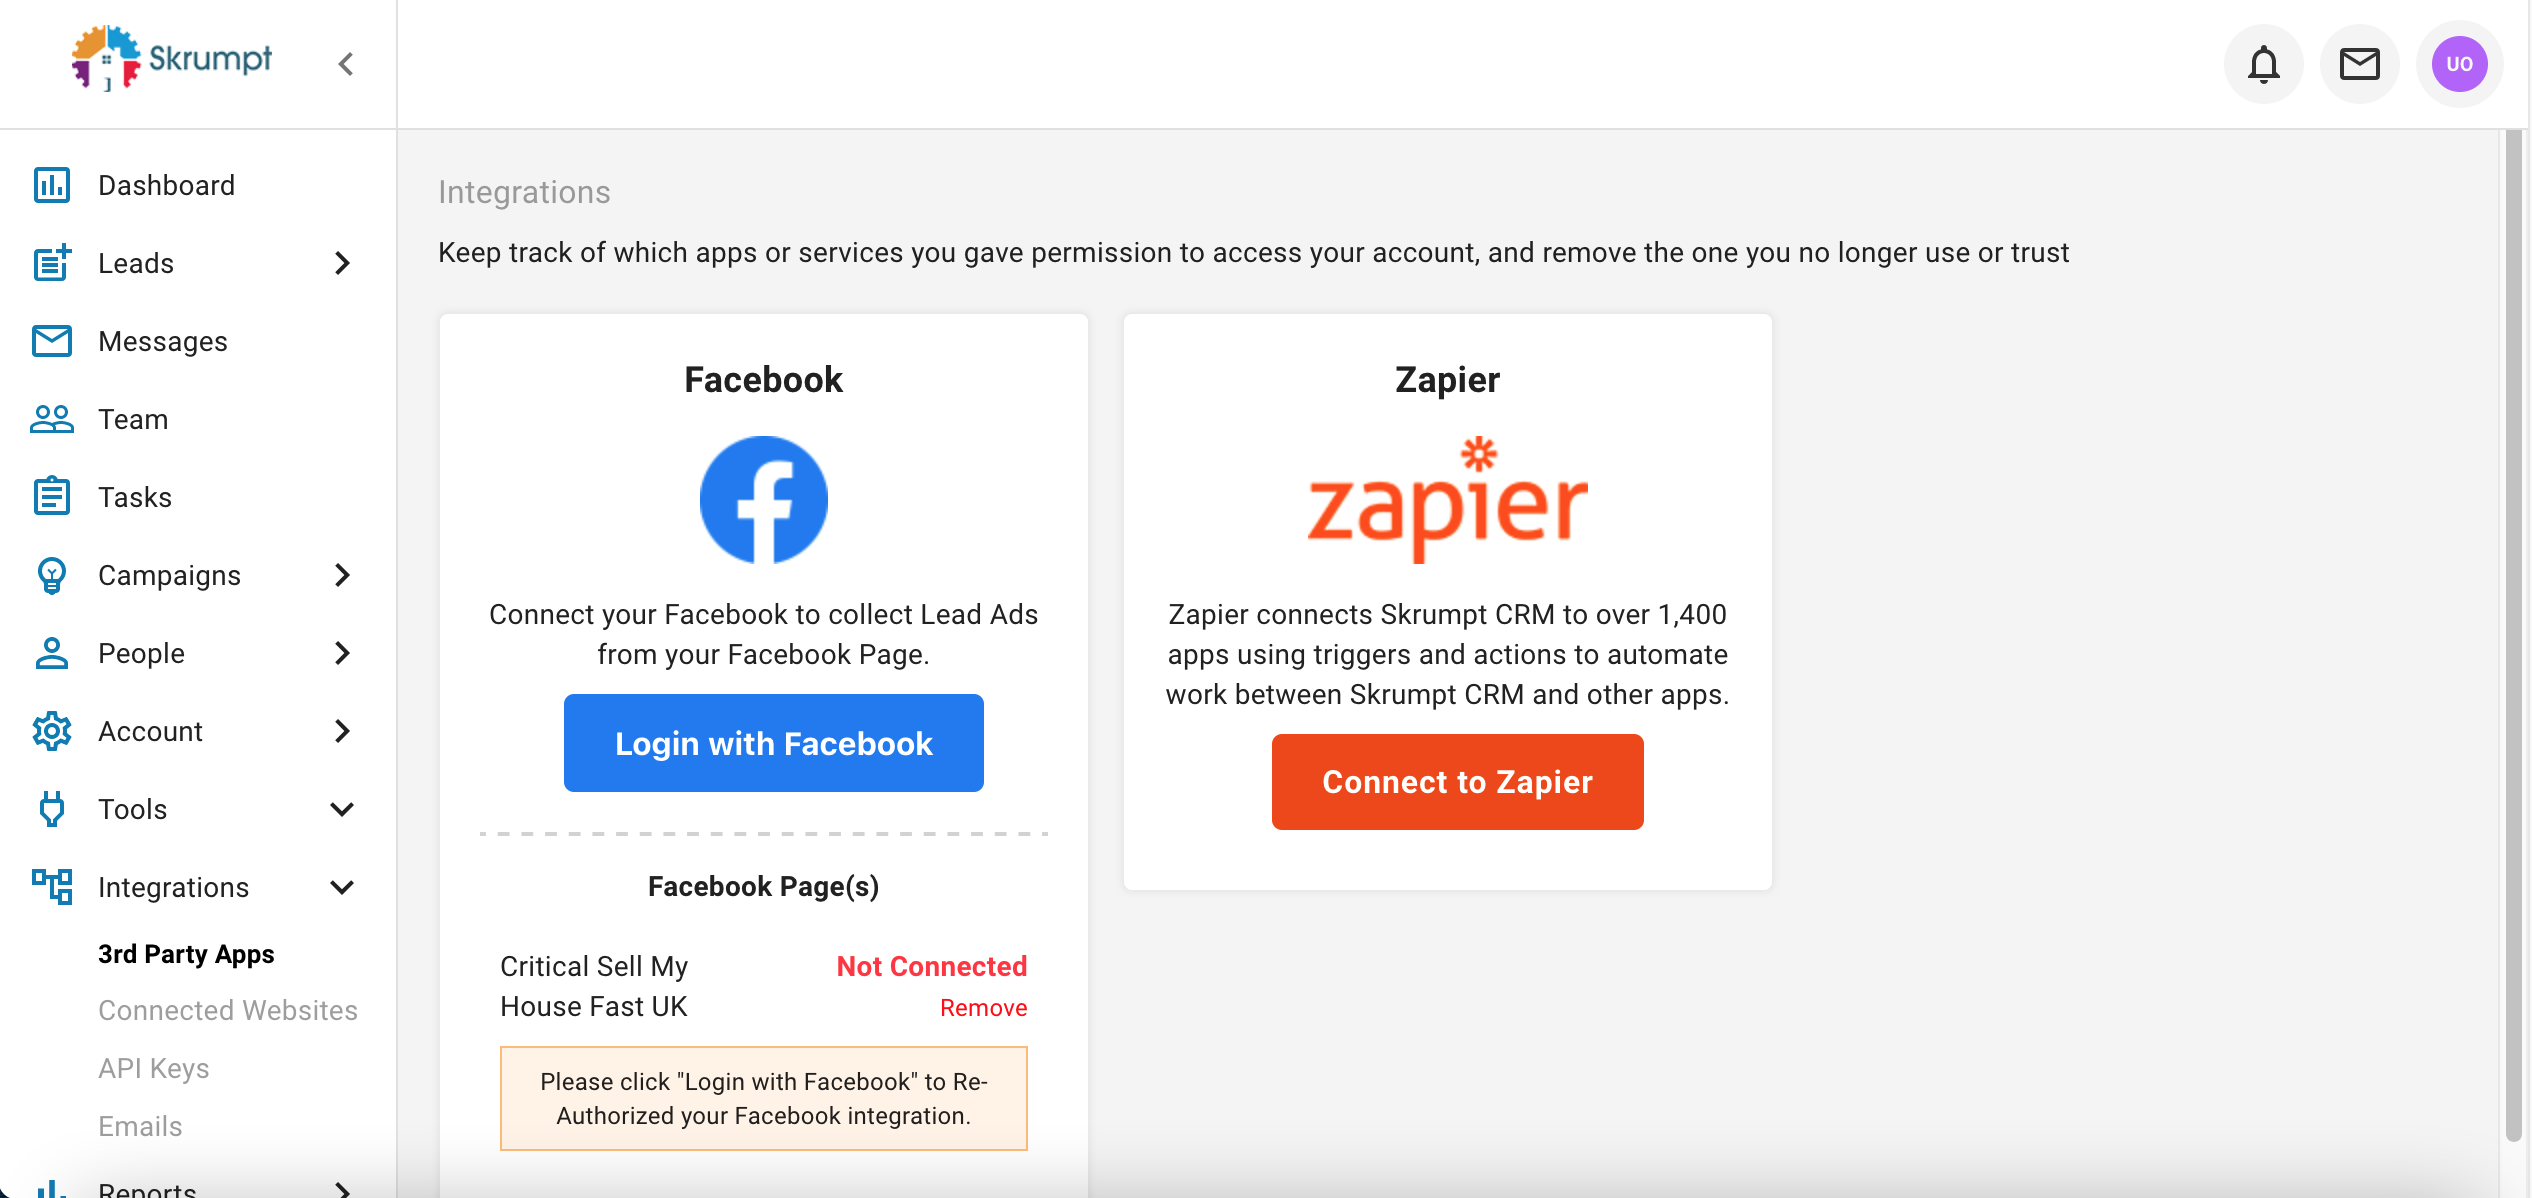 Skrumpt
UO
Dashboard
Leads
Messages
Team
Tasks
Campaigns
People
Account
Tools
Integrations
3rd Party Apps
Connected Websites
API Keys
Emails
Reports
Integrations
Keep track of which apps or services you gave permission to access your account, and remove the one you no longer use or trust
Facebook
Connect your Facebook to collect Lead Ads
from your Facebook Page.
Login with Facebook
Facebook Page(s)
Critical Sell My
House Fast UK
Not Connected
Remove
Please click "Login with Facebook" to Re-
Authorized your Facebook integration.
Zapier
zapier
Zapier connects Skrumpt CRM to over 1,400
apps using triggers and actions to automate
work between Skrumpt CRM and other apps.
Connect to Zapier